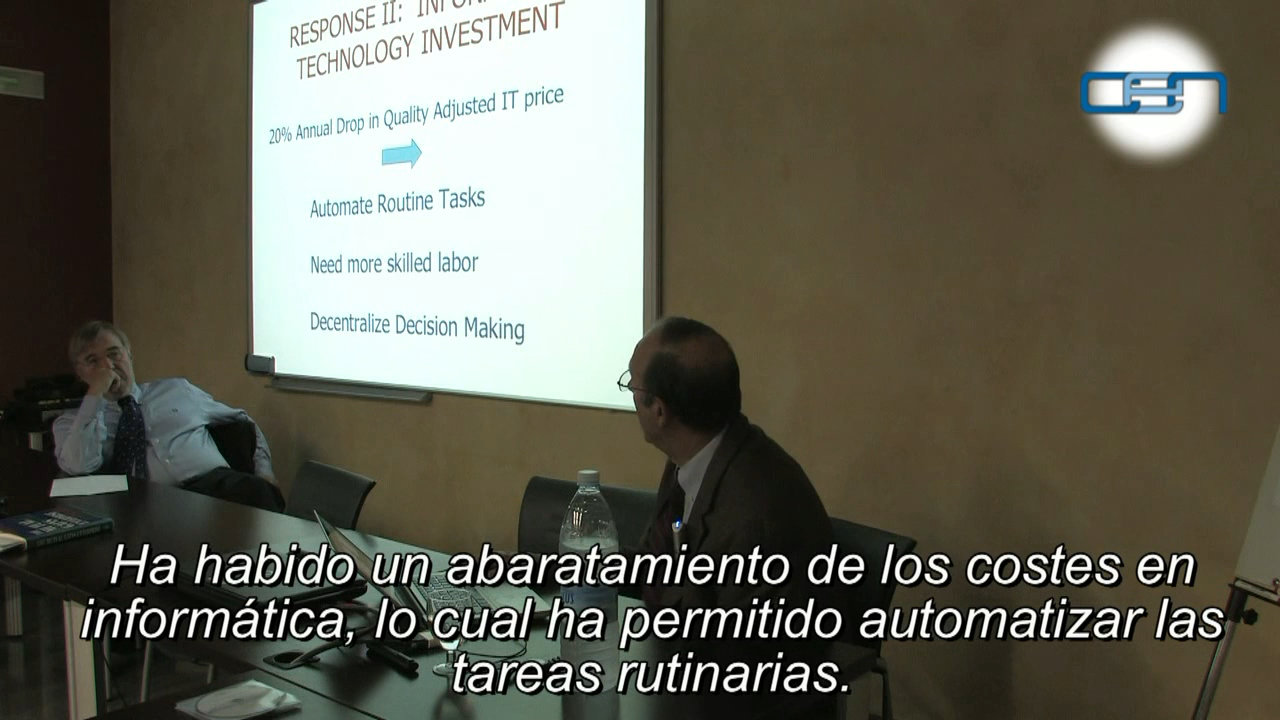 RESPONSE II:
TECHNOLOGY INVESTMENT
20% Annual Drop in Quality Adjusted IT price
Automate Routine Tasks
Need more skilled labor
Decentralize Decision Making
CEN
Ha habido un abaratamiento de los costes en
informática, lo cual ha permitido automatizar las
tareas rutinarias.